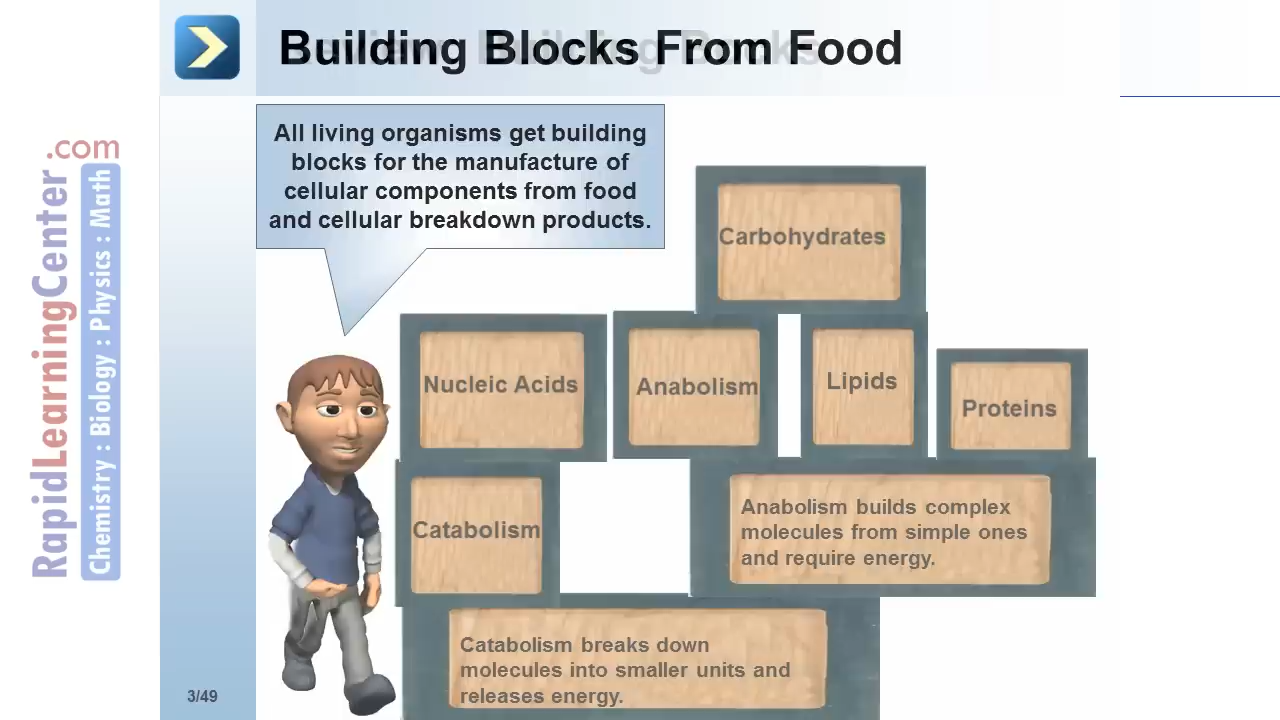 Building Blocks From Food
All living organisms get building
blocks for the manufacture of
cellular components from food
and cellular breakdown products.
Carbohydrates
Nucleic Acids
Anabolism
Lipids
Proteins
Catabolism
Anabolism builds complex
molecules from simple ones
and require energy.
Catabolism breaks down
molecules into smaller units and
releases energy.
RapidLearningCenter.com
Chemistry : Biology : Physics : Math
3/49